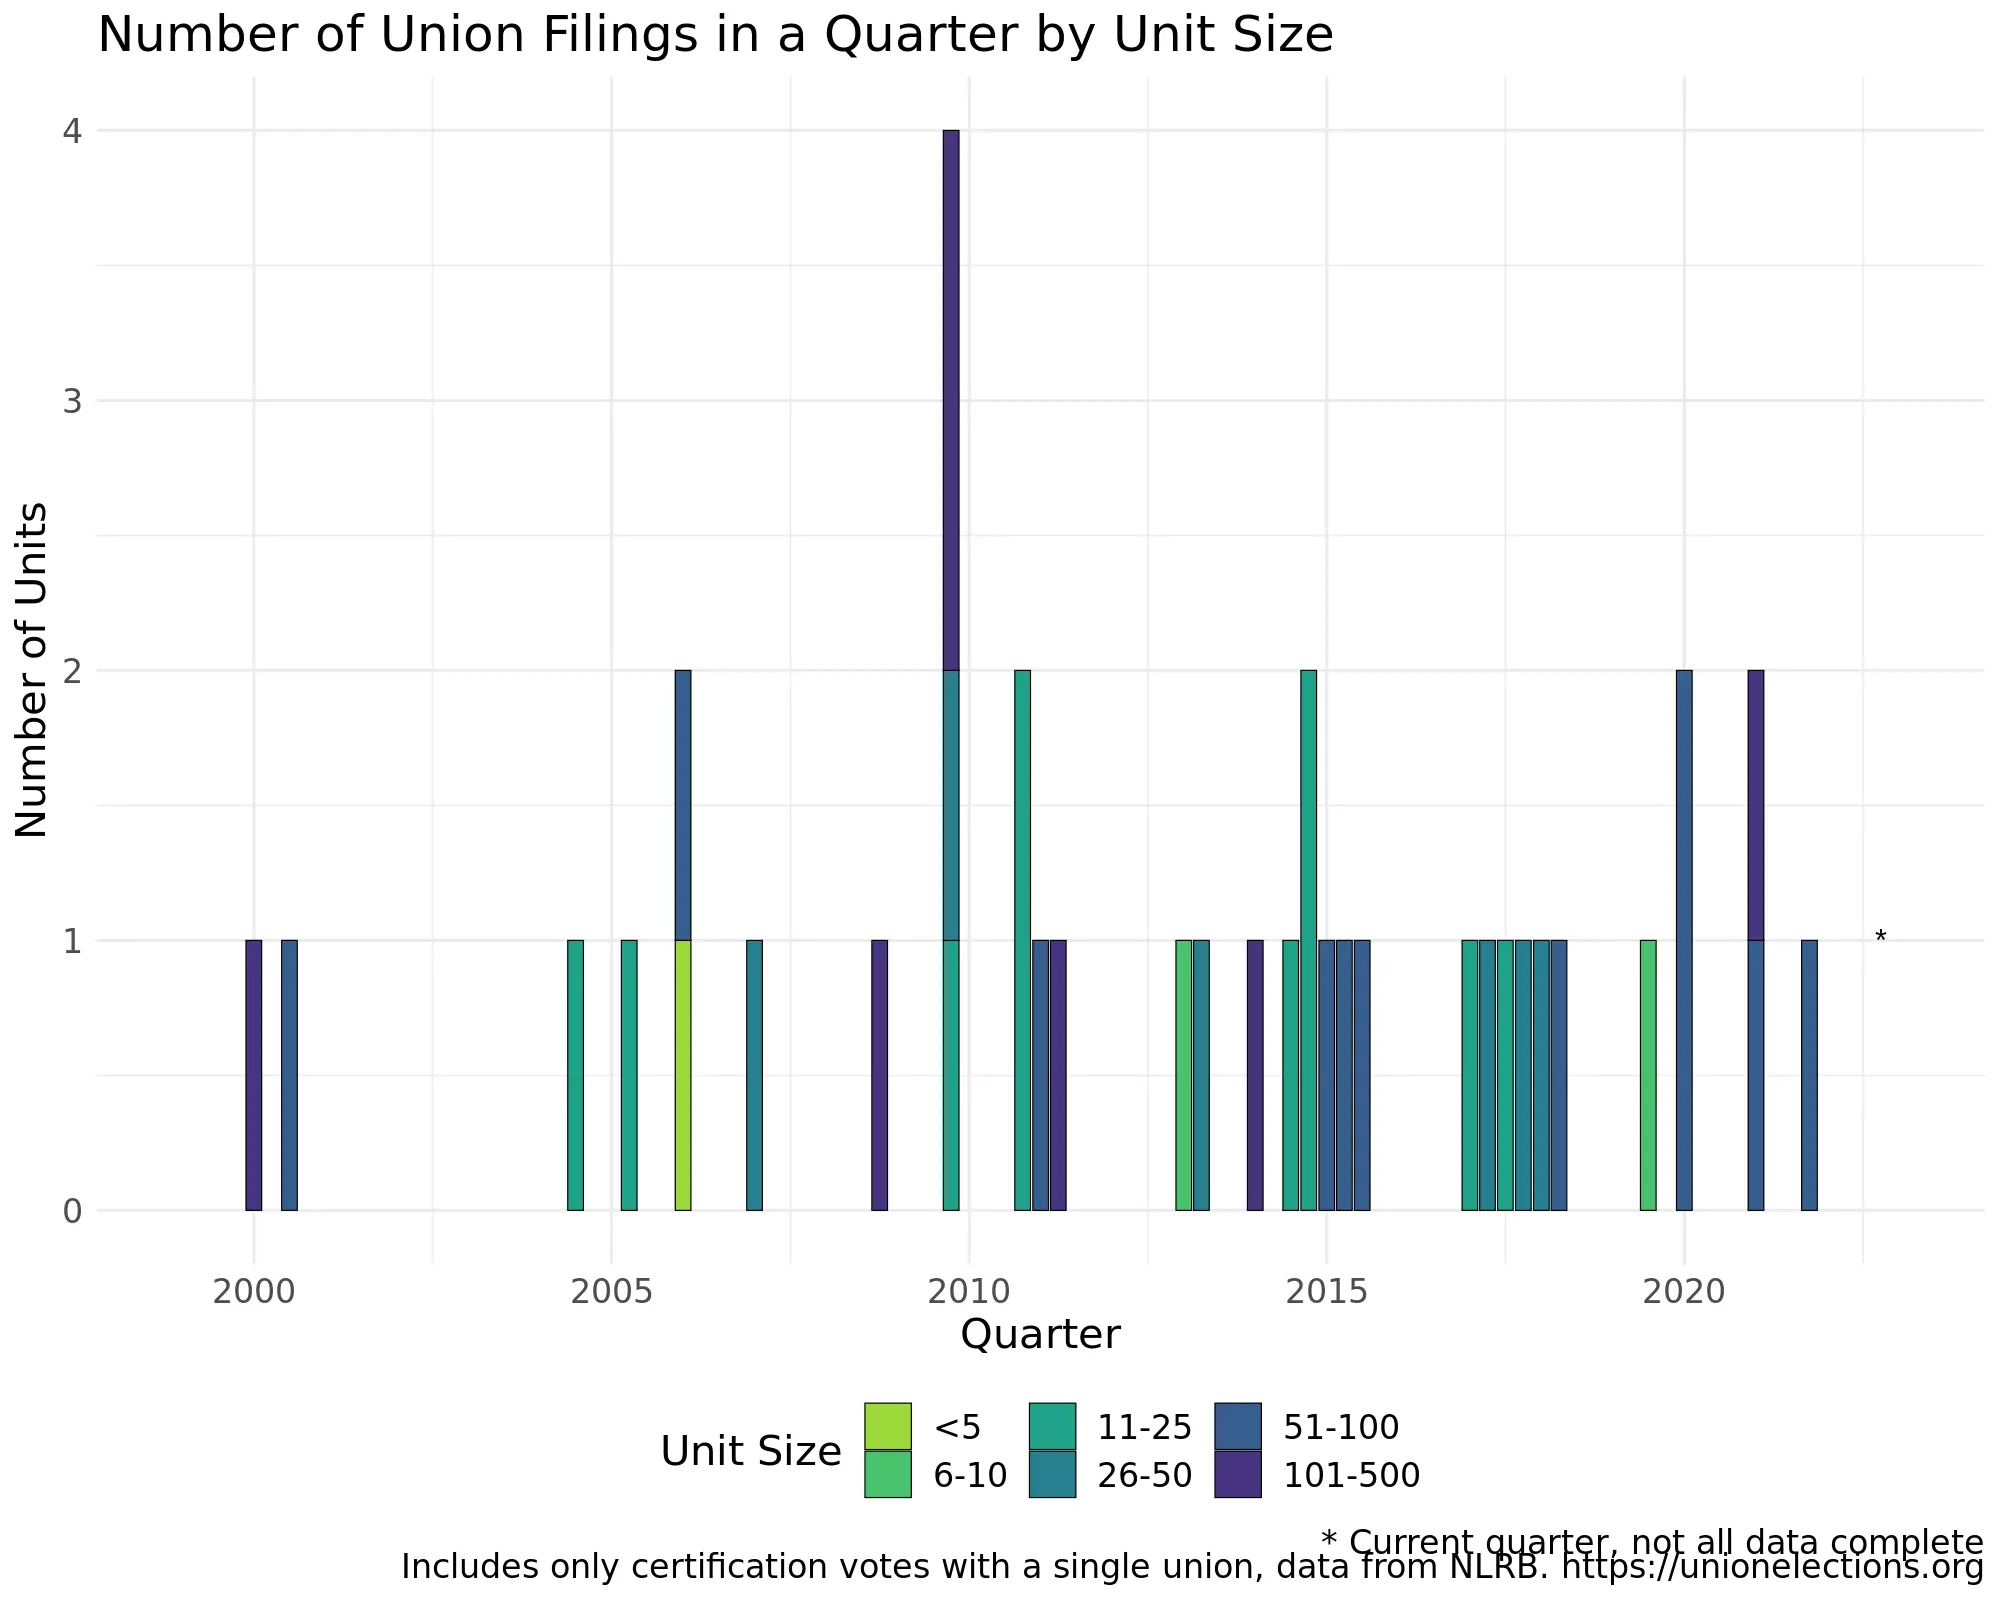 Number of Union Filings in a Quarter by Unit Size
Number of Units
4
3
2
1
0
*
2000 2005 2010 2015 2020
Quarter
Unit Size
<5 11-25 51-100
6-10 26-50 101-500
* Current quarter, not all data complete
Includes only certification votes with a single union, data from NLRB. https://unionelections.org